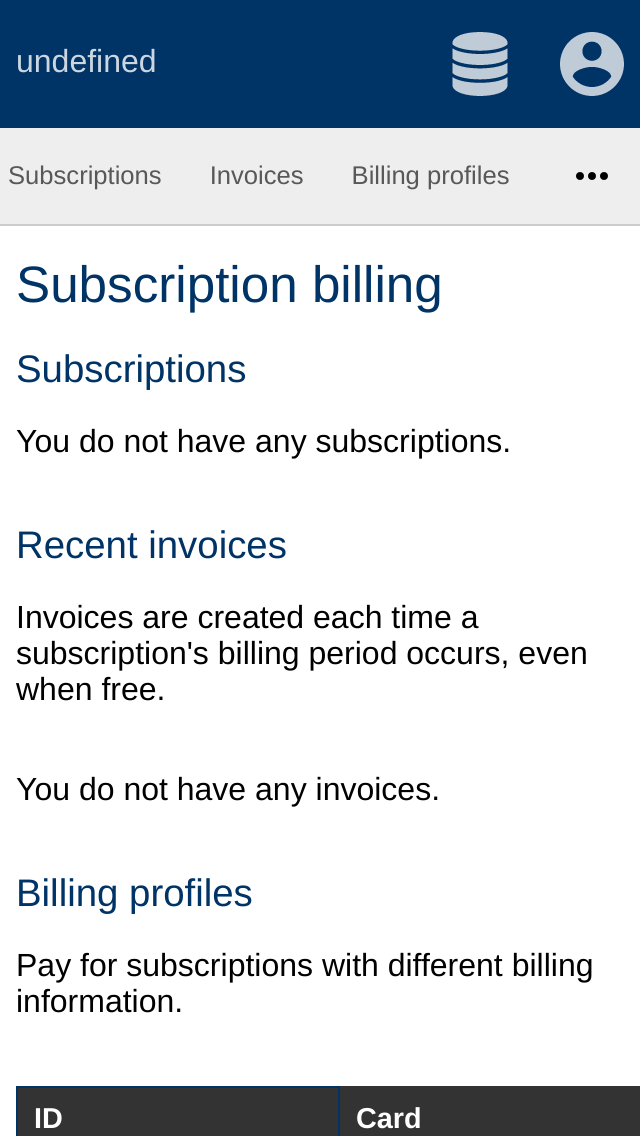 undefined
Subscriptions Invoices Billing profiles
Subscription billing
Subscriptions
You do not have any subscriptions.
Recent invoices
Invoices are created each time a
subscription's billing period occurs, even
when free.
You do not have any invoices.
Billing profiles
Pay for subscriptions with different billing
information.
ID Card